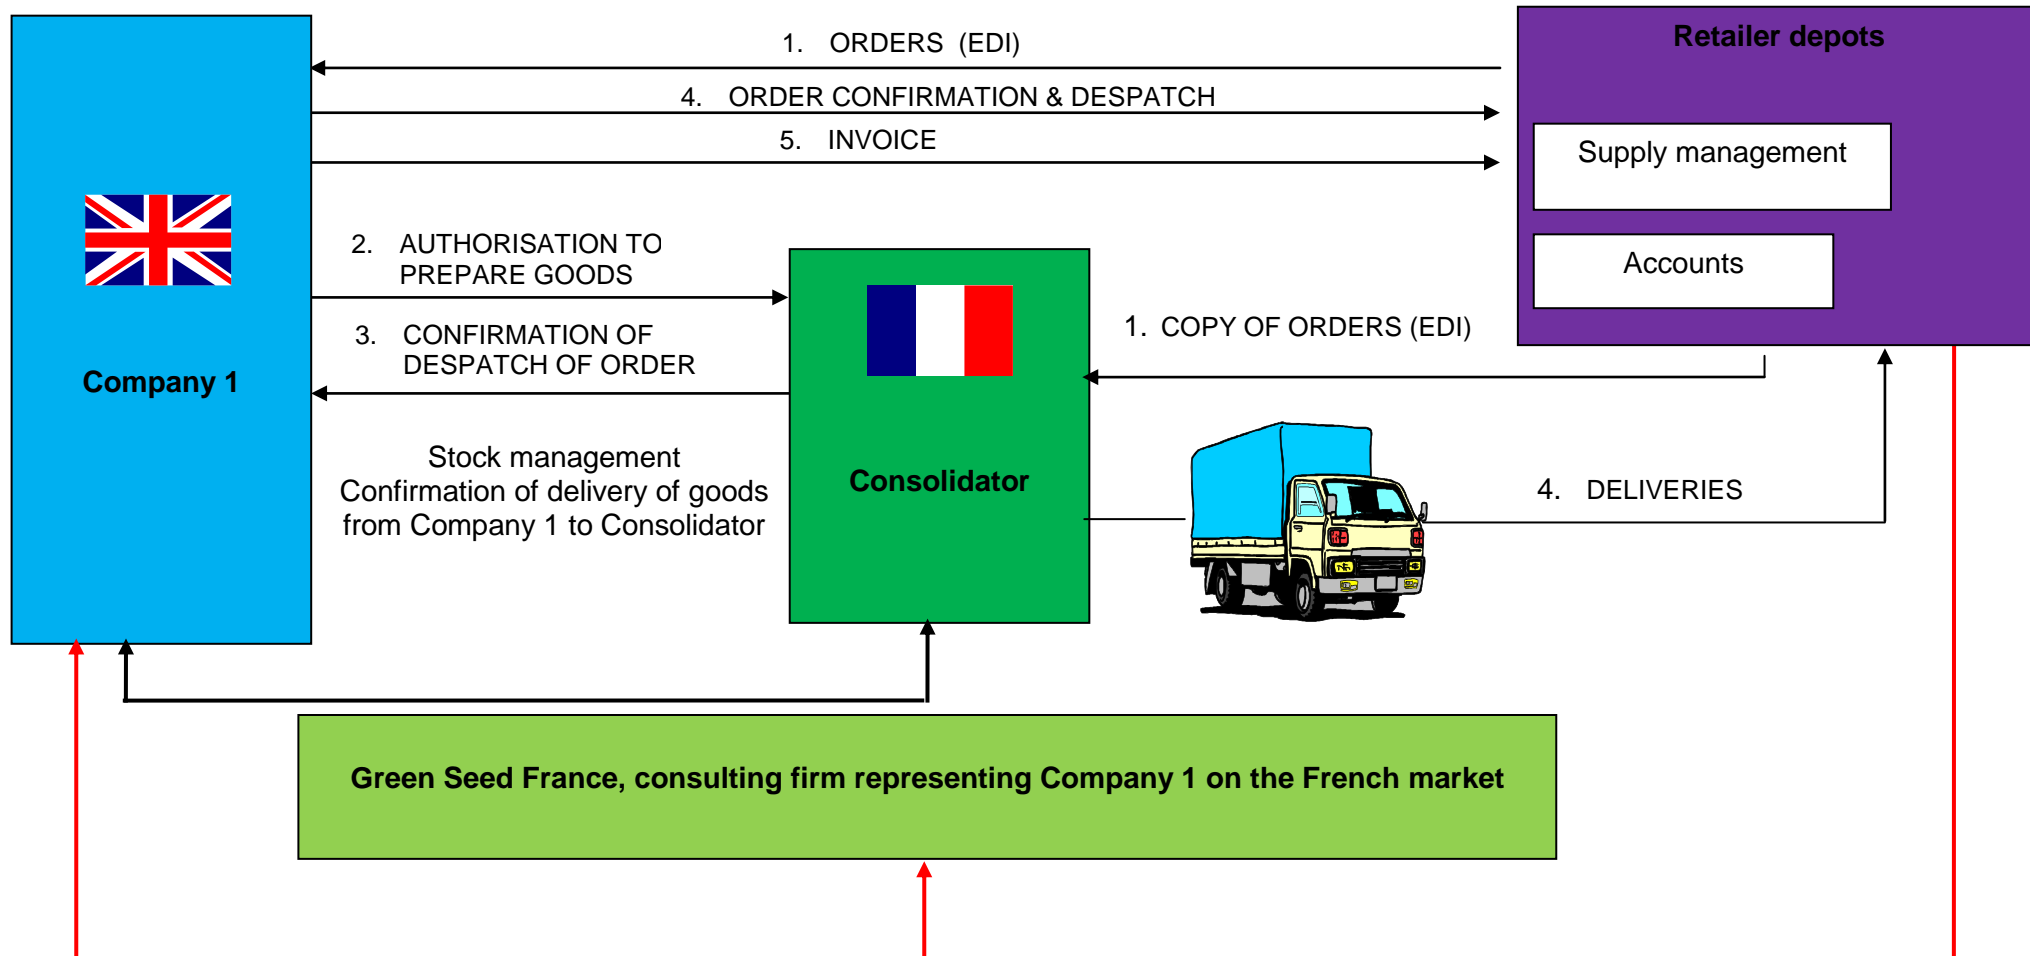 1. ORDERS (EDI)
Retailer depots
4. ORDER CONFIRMATION & DESPATCH
5. INVOICE
Supply management
2. AUTHORISATION TO
PREPARE GOODS
Accounts
3. CONFIRMATION OF
DESPATCH OF ORDER
1. COPY OF ORDERS (EDI)
Company 1
Stock management
Confirmation of delivery of goods
from Company 1 to Consolidator
Consolidator
4. DELIVERIES
Green Seed France, consulting firm representing Company 1 on the French market